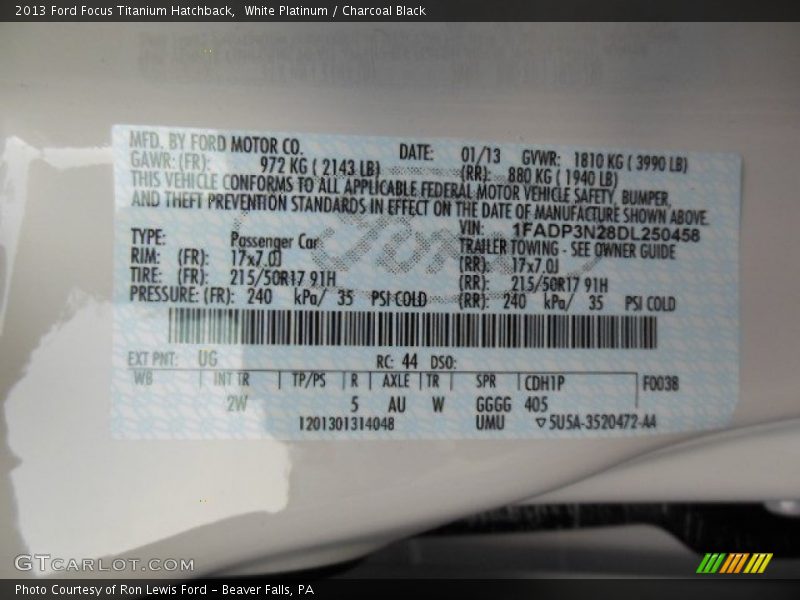 2013 Ford Focus Titanium Hatchback,  White Platinum / Charcoal Black
MFD. BY FORD MOTOR CO. DATE: 01/13 GVWR: 1810 KG ( 3990 LB)
GAWR: (FR): 972 KG ( 2143 LB) (RR): 880 KG ( 1940 LB)
THIS VEHICLE CONFORMS TO ALL APPLICABLE FEDERAL MOTOR VEHICLE SAFETY, BUMPER,
AND THEFT PREVENTION STANDARDS IN EFFECT ON THE DATE OF MANUFACTURE SHOWN ABOVE.
VIN: 1FADP3N28DL250458
TYPE: Passenger Car TRAILER TOWING - SEE OWNER GUIDE
RIM: (FR): 17x7.0J (RR): 17x7.0J
TIRE: (FR): 215/50R17 91H (RR): 215/50R17 91H
PRESSURE: (FR): 240 kPa/ 35 PSI COLD (RR): 240 kPa/ 35 PSI COLD
Ford
EXT PNT: UG RC: 44 DSO:
WB INT TR TP/PS R AXLE TR SPR CDH1P F0038
2W 5 AU W GGGG 405
1201301314048 UMU ▽5U5A-3520472-AA
GTCARLOT.COM
Photo Courtesy of Ron Lewis Ford - Beaver Falls, PA